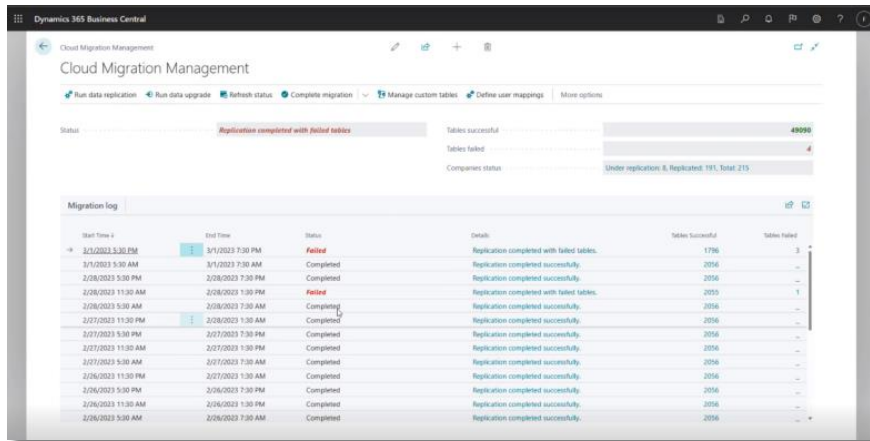 Dynamics 365 Business Central
Cloud Migration Management
Cloud Migration Management
Run data replication Run data upgrade Refresh status Complete migration Manage custom tables Define user mappings More options
Status Replication completed with failed tables Tables successful 49090
Tables failed 4
Companies status Under replication: 8, Replicated: 191, Total: 215
Migration log
Start Time ↓ End Time Status Details Tables Successful Tables Failed
3/1/2023 5:30 PM 3/1/2023 7:30 PM Failed Replication completed with failed tables. 1796 3
3/1/2023 5:30 AM 3/1/2023 7:30 AM Completed Replication completed successfully. 2056 _
2/28/2023 5:30 PM 2/28/2023 7:30 PM Completed Replication completed successfully. 2056 _
2/28/2023 11:30 AM 2/28/2023 1:30 PM Failed Replication completed with failed tables. 2055 1
2/28/2023 5:30 AM 2/28/2023 7:30 AM Completed Replication completed successfully. 2056 _
2/27/2023 11:30 PM 2/28/2023 1:30 AM Completed Replication completed successfully. 2056 _
2/27/2023 5:30 PM 2/27/2023 7:30 PM Completed Replication completed successfully. 2056 _
2/27/2023 11:30 AM 2/27/2023 1:30 PM Completed Replication completed successfully. 2056 _
2/27/2023 5:30 AM 2/27/2023 7:30 AM Completed Replication completed successfully. 2056 _
2/26/2023 11:30 PM 2/27/2023 1:30 AM Completed Replication completed successfully. 2056 _
2/26/2023 5:30 PM 2/26/2023 7:30 PM Completed Replication completed successfully. 2056 _
2/26/2023 11:30 AM 2/26/2023 1:30 PM Completed Replication completed successfully. 2056 _
2/26/2023 5:30 AM 2/26/2023 7:30 AM Completed Replication completed successfully. 2056 _